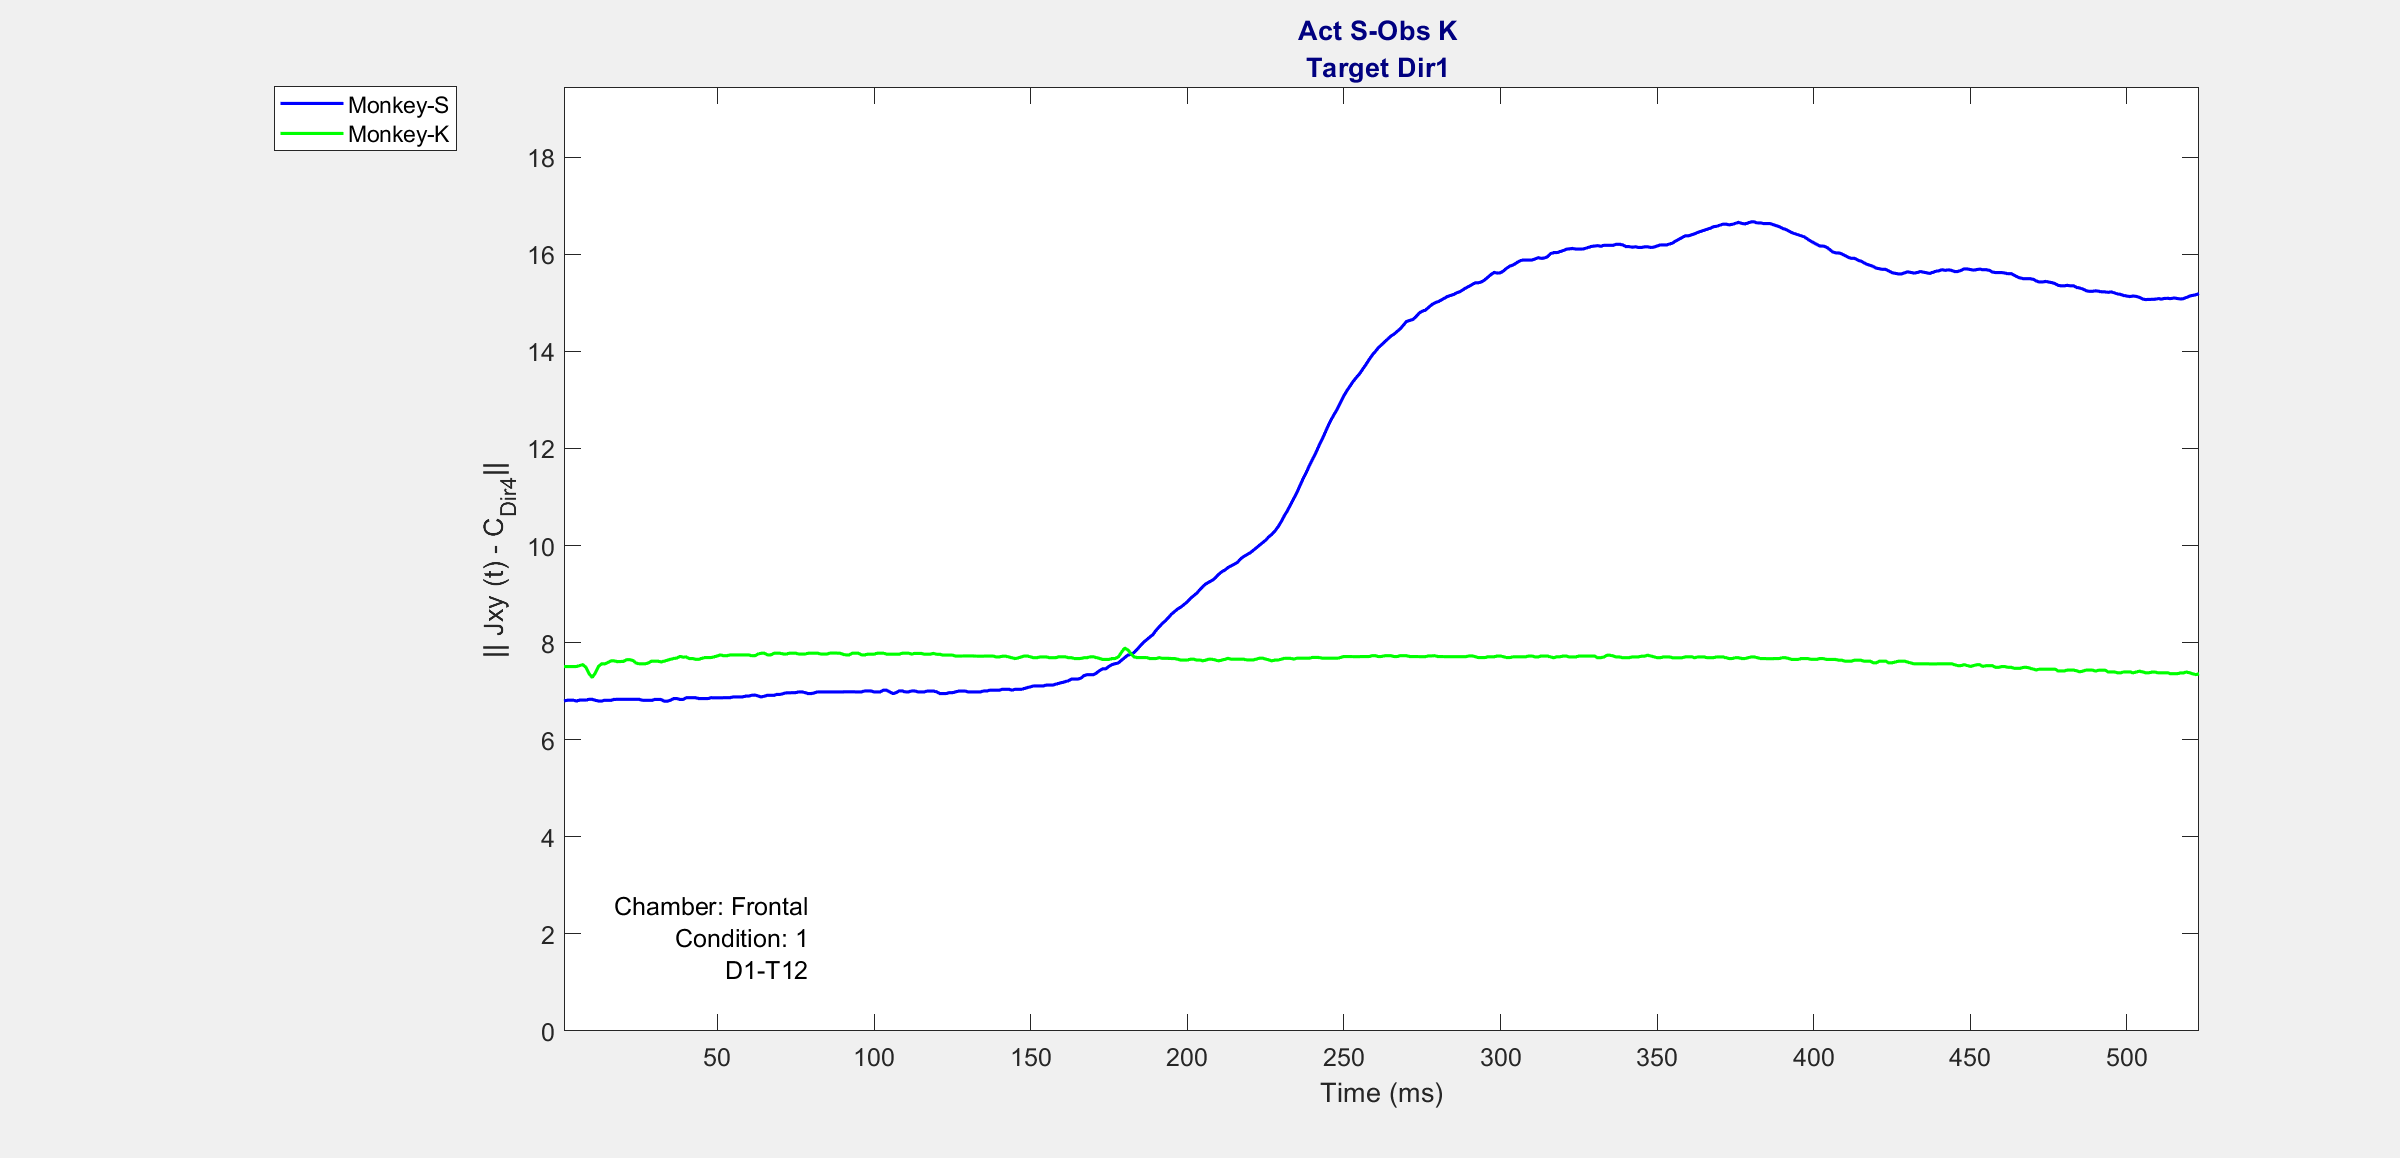 Act S-Obs K
Target Dir1
Monkey-S
Monkey-K
|| Jxy (t) - C_Dir4 ||
18
16
14
12
10
8
6
4
2
0
Chamber: Frontal
Condition: 1
D1-T12
50 100 150 200 250 300 350 400 450 500
Time (ms)